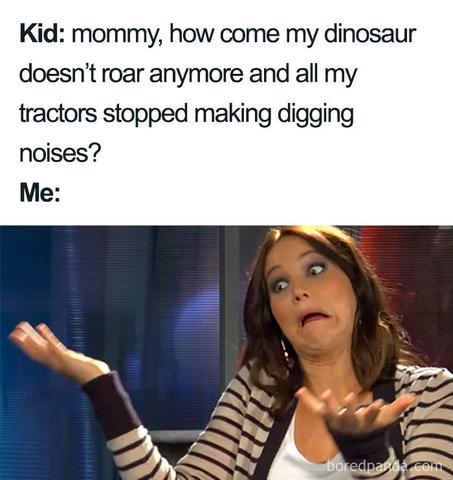 Kid: mommy, how come my dinosaur
doesn't roar anymore and all my
tractors stopped making digging
noises?
Me:
boredpanda.com